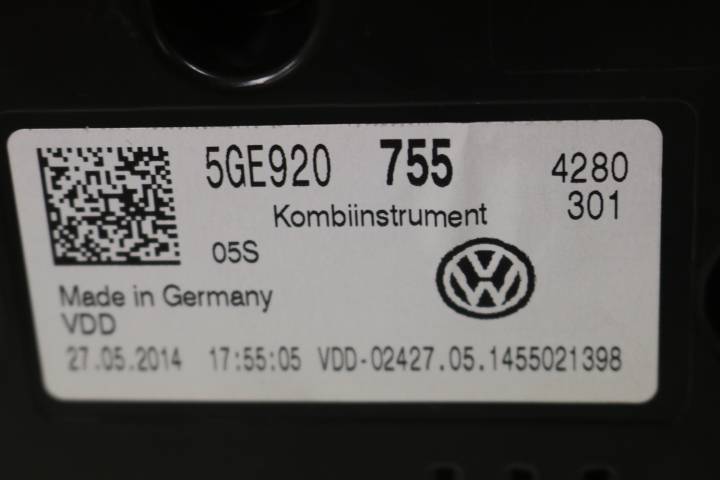 5GE920 755 4280
Kombiinstrument 301
05S
Made in Germany
VDD
27.05.2014 17:55:05 VDD-02427.05.1455021398